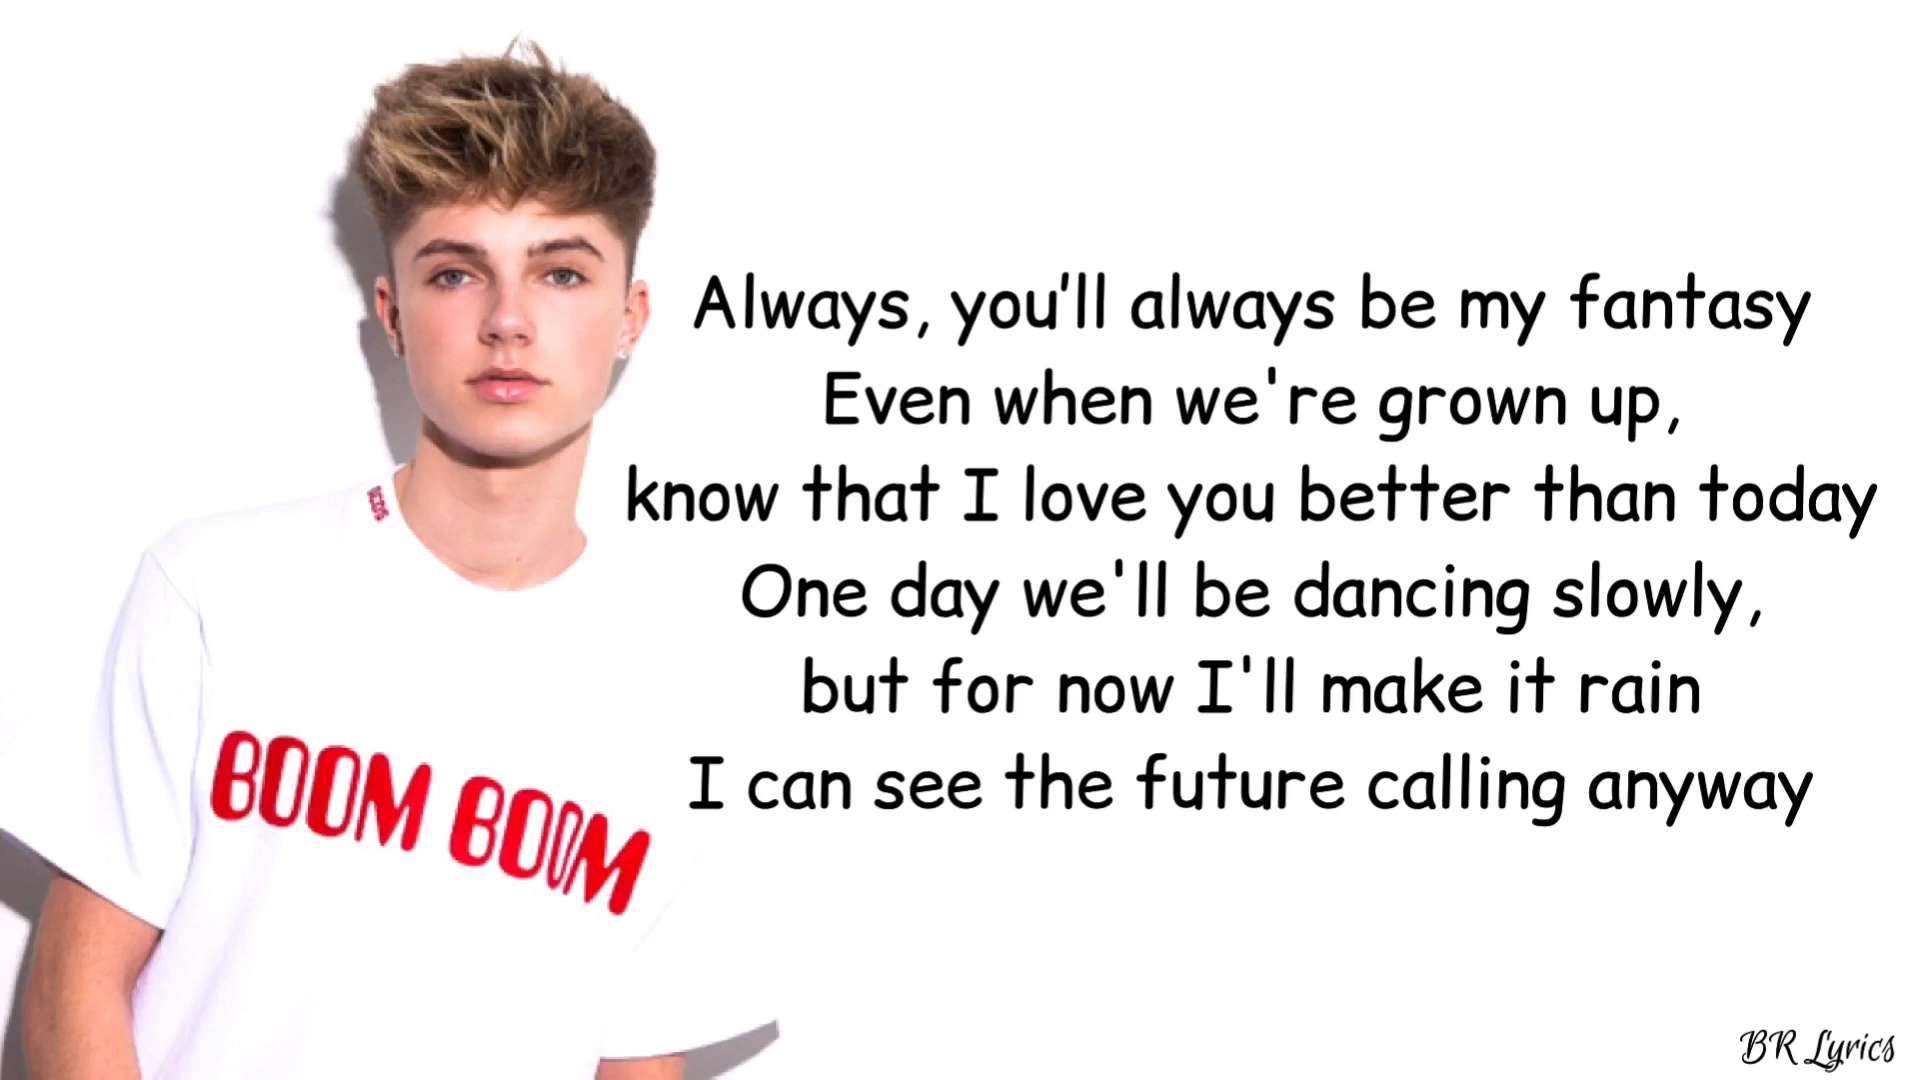 Always, you'll always be my fantasy
Even when we're grown up,
know that I love you better than today
One day we'll be dancing slowly,
but for now I'll make it rain
I can see the future calling anyway
BOOM BOOM
BR Lyrics